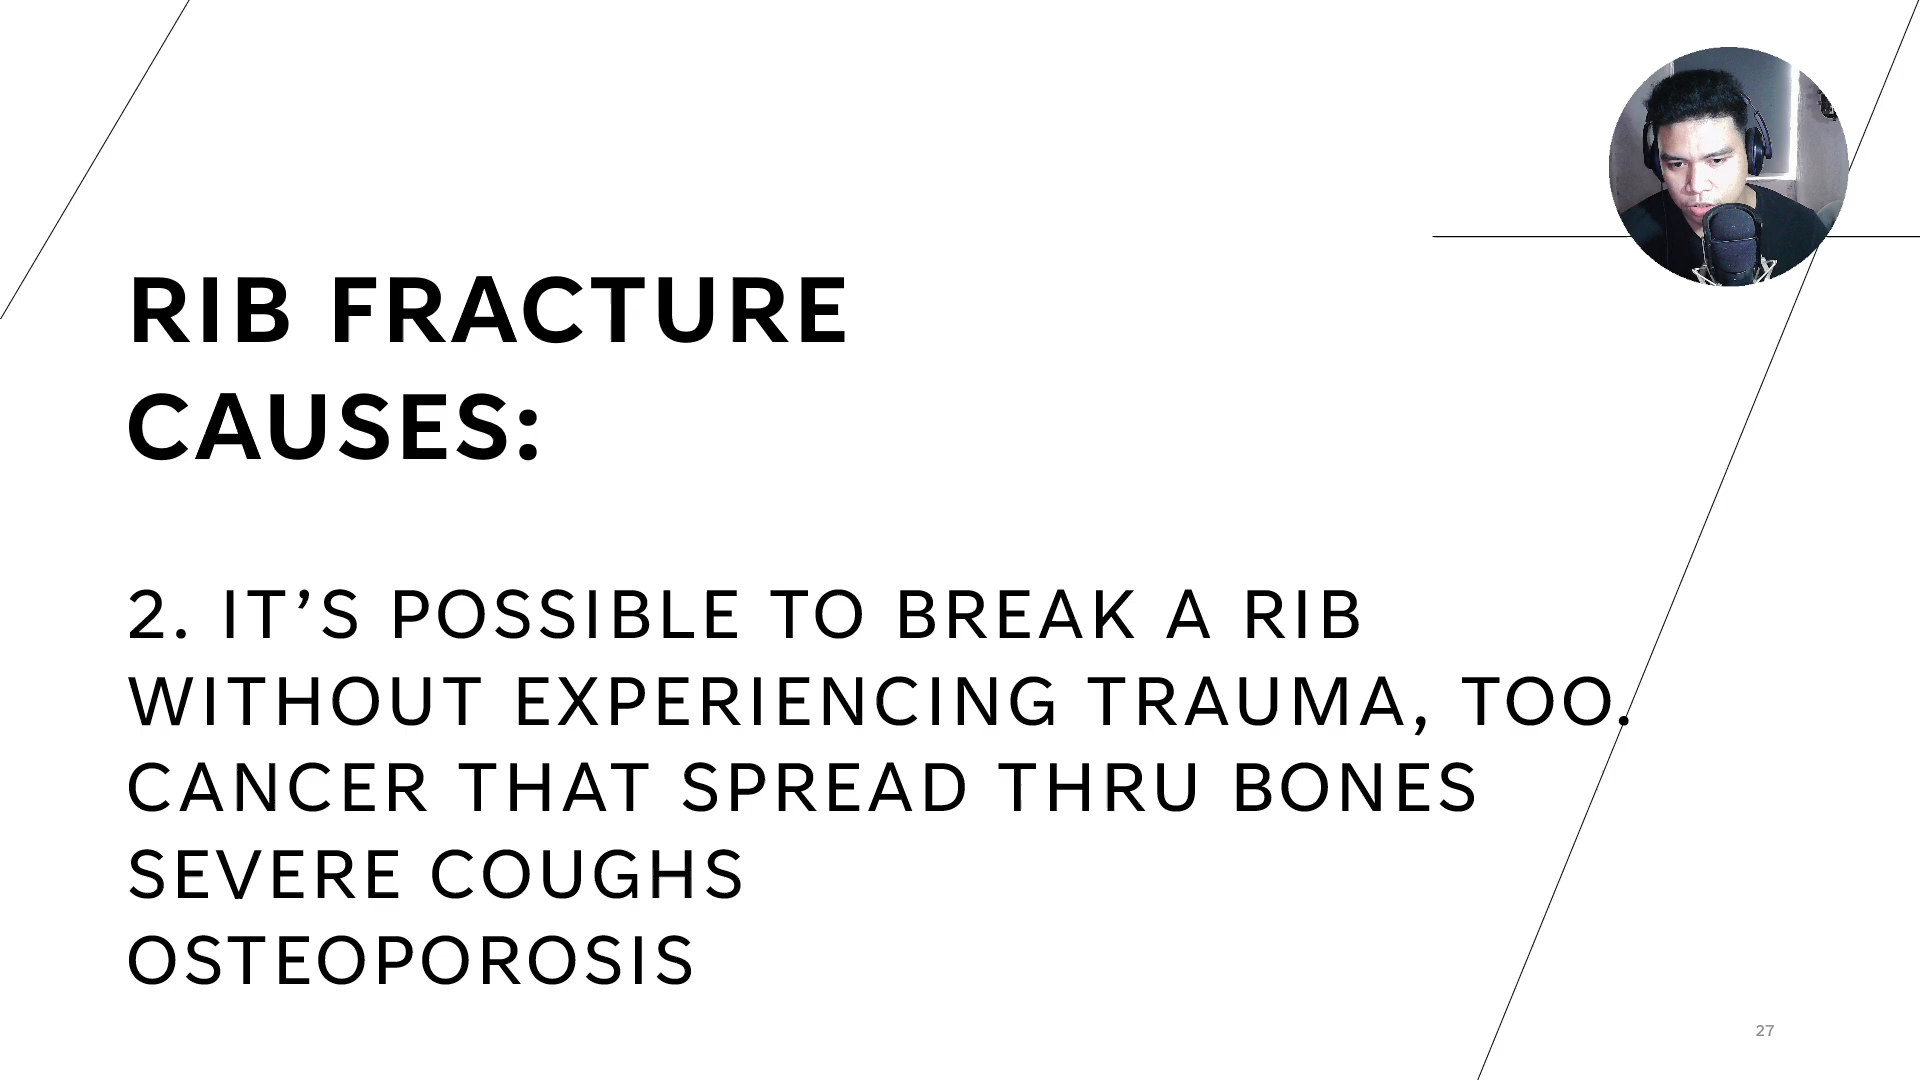 RIB FRACTURE
CAUSES:
2. IT’S POSSIBLE TO BREAK A RIB
WITHOUT EXPERIENCING TRAUMA, TOO.
CANCER THAT SPREAD THRU BONES
SEVERE COUGHS
OSTEOPOROSIS
27